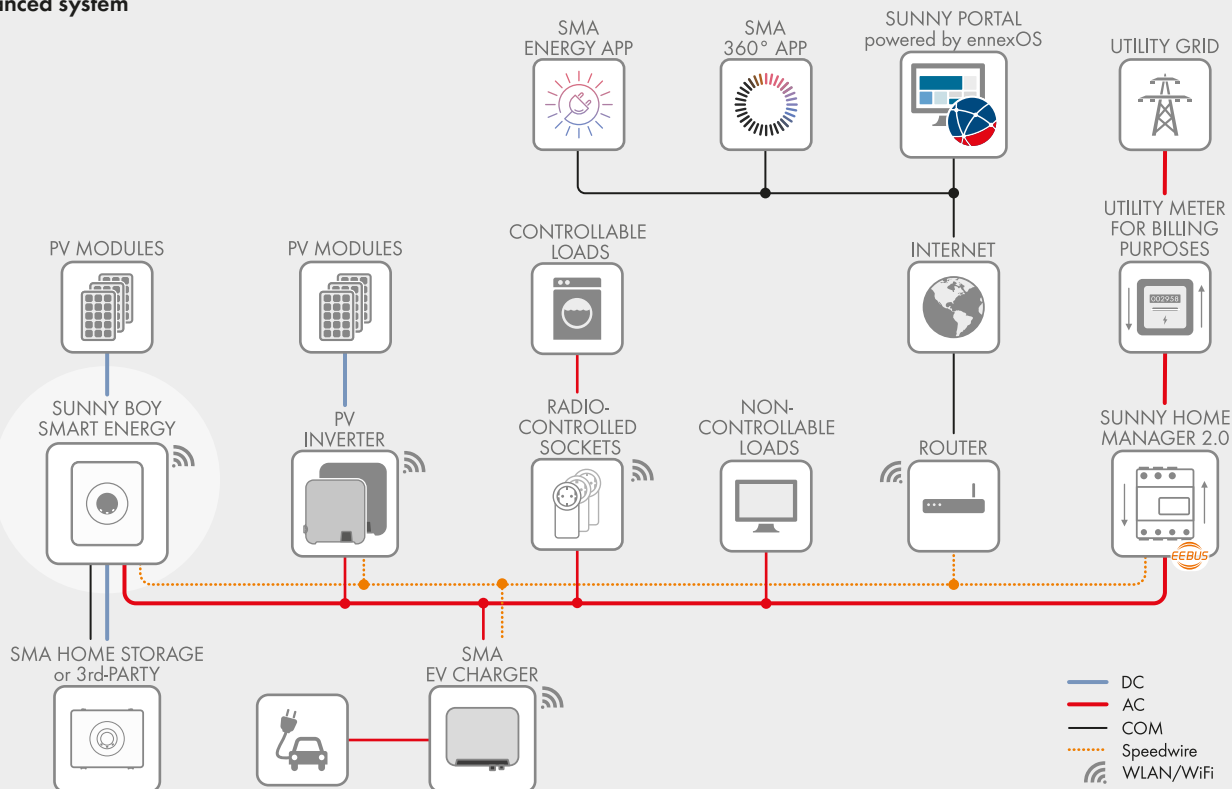 system
SMA
ENERGY APP
SMA
360° APP
SUNNY PORTAL
powered by ennexOS
UTILITY GRID
UTILITY METER
FOR BILLING
PURPOSES
002958
PV MODULES
PV MODULES
CONTROLLABLE
LOADS
INTERNET
SUNNY BOY
SMART ENERGY
PV
INVERTER
RADIO-
CONTROLLED
SOCKETS
NON-
CONTROLLABLE
LOADS
ROUTER
SUNNY HOME
MANAGER 2.0
EEBUS
SMA HOME STORAGE
or 3rd-PARTY
SMA
EV CHARGER
DC
AC
COM
Speedwire
WLAN/WiFi